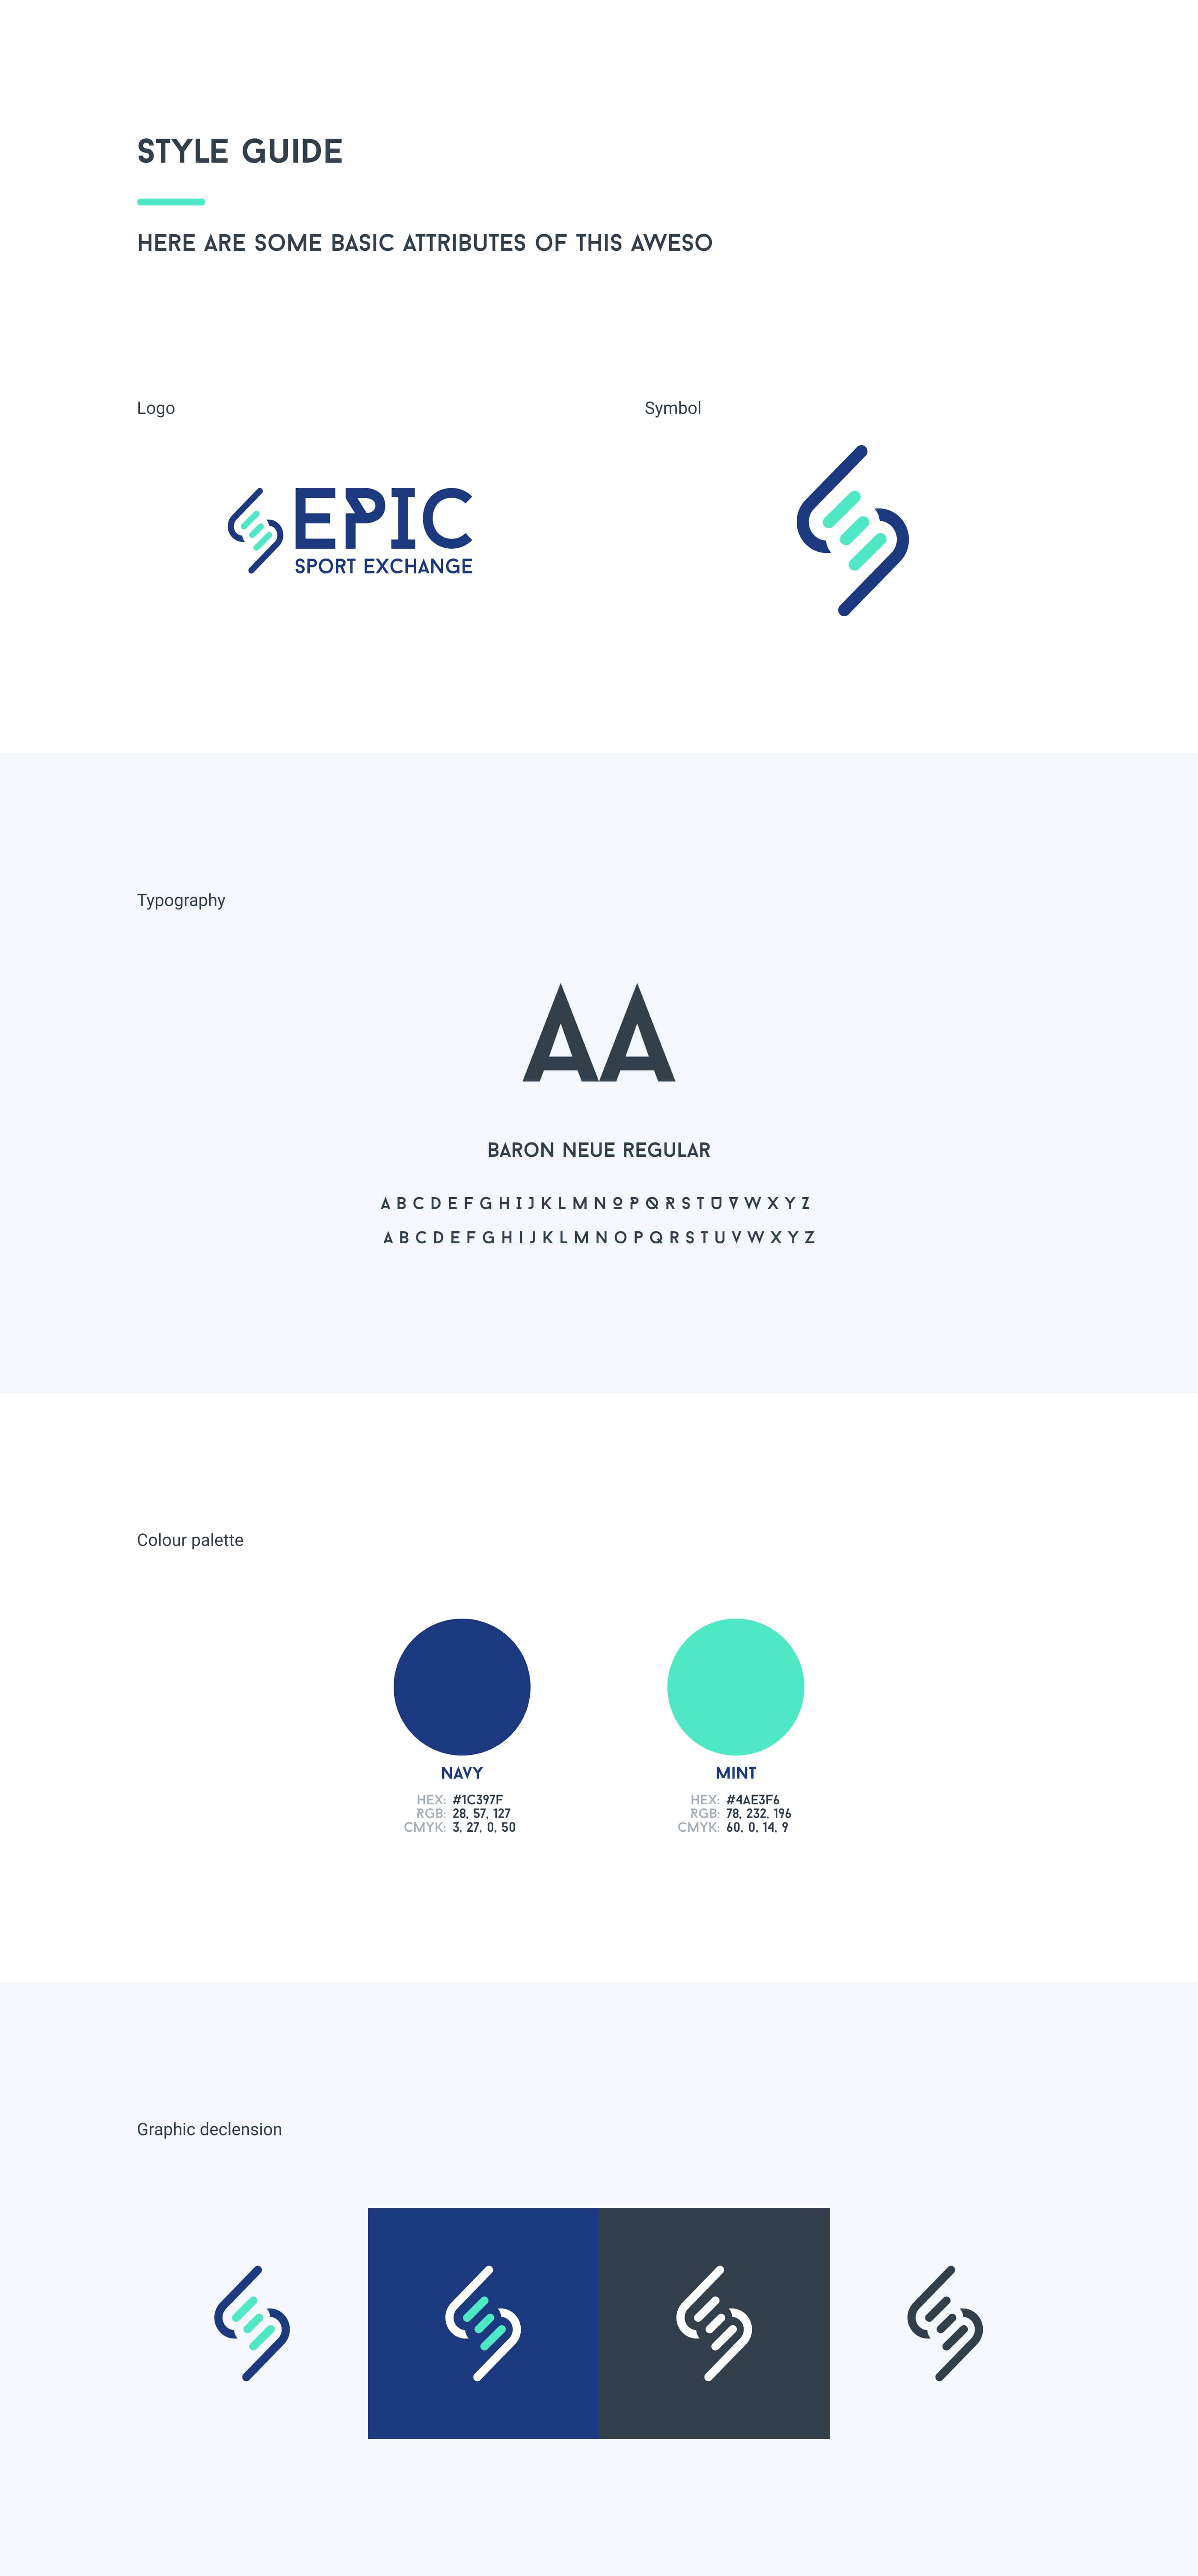 STYLE GUIDE
HERE ARE SOME BASIC ATTRIBUTES OF THIS AWESO
Logo
Symbol
EPIC
SPORT EXCHANGE
Typography
AA
BARON NEUE REGULAR
A B C D E F G H I J K L M N O P Q R S T U V W X Y Z
A B C D E F G H I J K L M N O P Q R S T U V W X Y Z
Colour palette
NAVY
HEX: #1C397F
RGB: 28, 57, 127
CMYK: 3, 27, 0, 50
MINT
HEX: #4AE3F6
RGB: 78, 232, 196
CMYK: 60, 0, 14, 9
Graphic declension